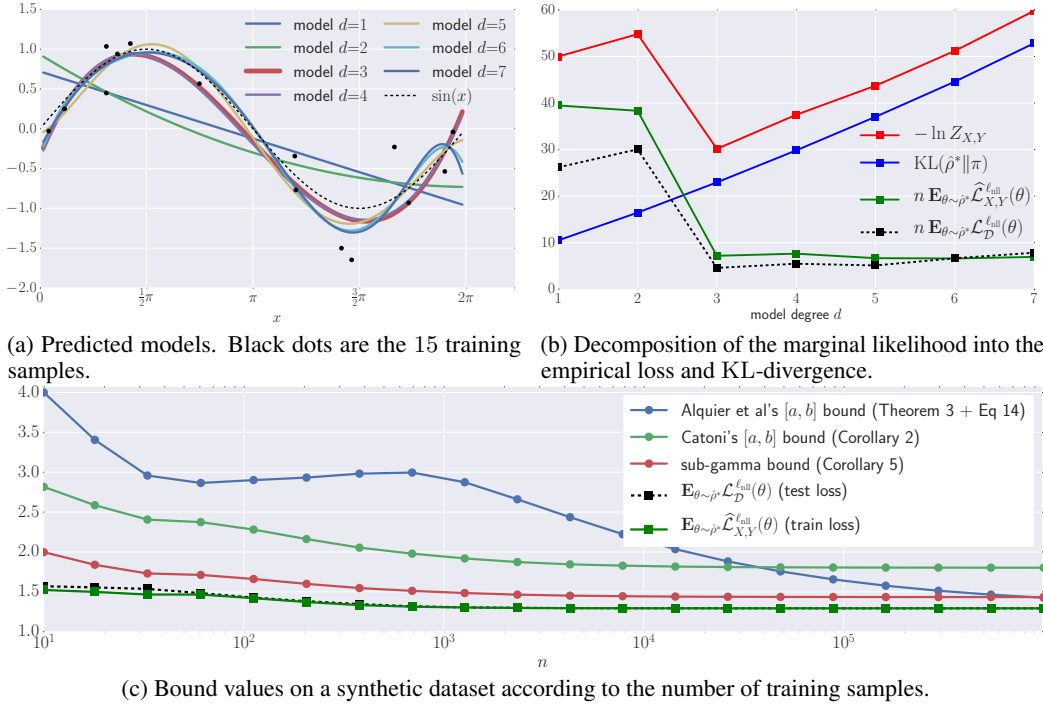 2.0
1.5
1.0
0.5
0.0
−0.5
−1.0
−1.5
−2.0
0
½π
π
3/2π
2π
x
model d=1
model d=2
model d=3
model d=4
model d=5
model d=6
model d=7
sin(x)
60
50
40
30
20
10
0
1
2
3
4
5
6
7
model degree d
− ln Z_{X,Y}
KL(ρ̂*‖π)
n E_{θ∼ρ̂*} L̂^{ℓ_nll}_{X,Y}(θ)
n E_{θ∼ρ̂*} L^{ℓ_nll}_D(θ)
(a) Predicted models. Black dots are the 15 training
samples.
(b) Decomposition of the marginal likelihood into the
empirical loss and KL-divergence.
4.0
3.5
3.0
2.5
2.0
1.5
1.0
10^1
10^2
10^3
10^4
10^5
n
Alquier et al's [a, b] bound (Theorem 3 + Eq 14)
Catoni's [a, b] bound (Corollary 2)
sub-gamma bound (Corollary 5)
E_{θ∼ρ̂*} L^{ℓ_nll}_D(θ) (test loss)
E_{θ∼ρ̂*} L̂^{ℓ_nll}_{X,Y}(θ) (train loss)
(c) Bound values on a synthetic dataset according to the number of training samples.